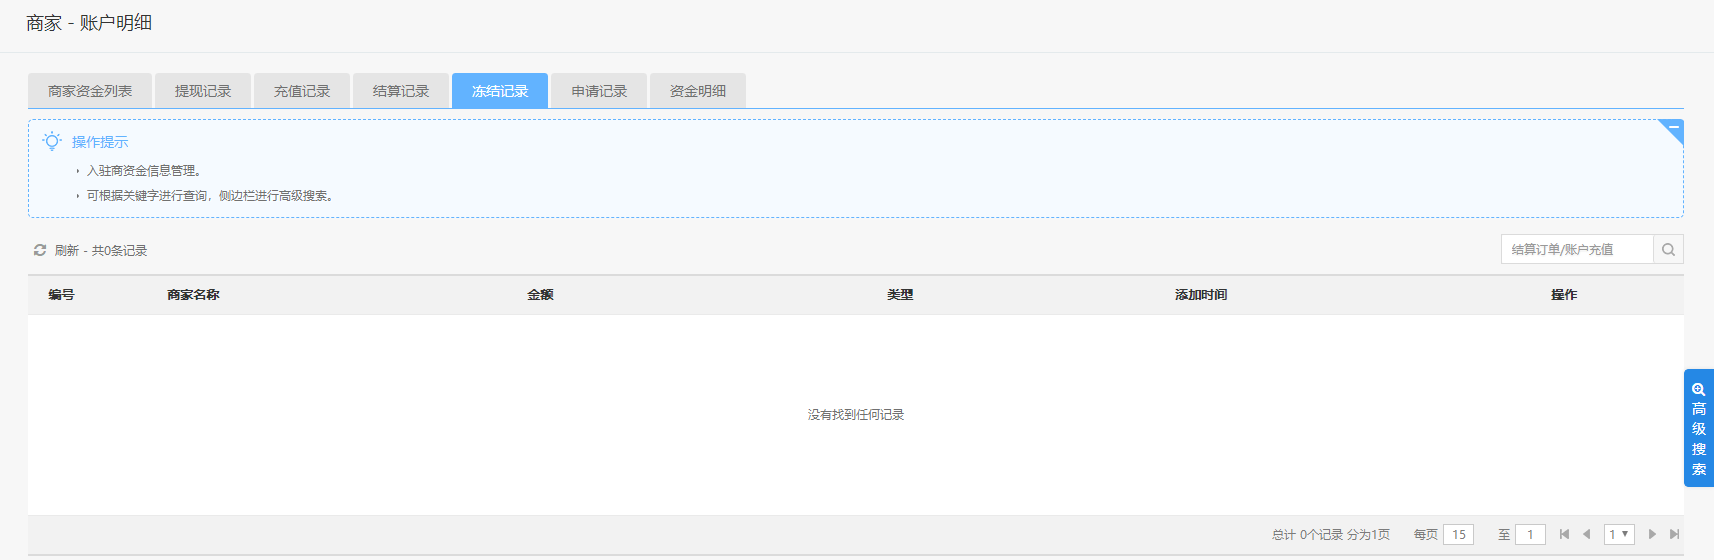 商家 - 账户明细
商家资金列表 提现记录 充值记录 结算记录 冻结记录 申请记录 资金明细
操作提示
入驻商资金信息管理。
可根据关键字进行查询，侧边栏进行高级搜索。
刷新 - 共0条记录 结算订单/账户充值
编号 商家名称 金额 类型 添加时间 操作
没有找到任何记录
高级搜索
总计 0个记录 分为1页 每页 15 至 1 1